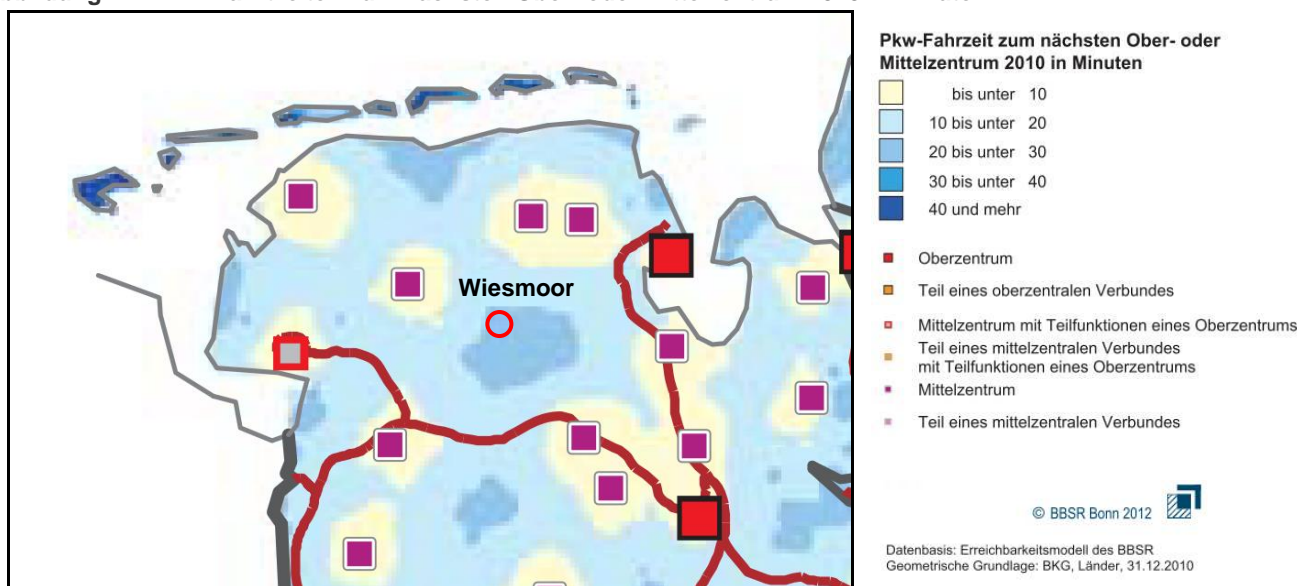 Wiesmoor
Pkw-Fahrzeit zum nächsten Ober- oder
Mittelzentrum 2010 in Minuten
bis unter 10
10 bis unter 20
20 bis unter 30
30 bis unter 40
40 und mehr
Oberzentrum
Teil eines oberzentralen Verbundes
Mittelzentrum mit Teilfunktionen eines Oberzentrums
Teil eines mittelzentralen Verbundes
mit Teilfunktionen eines Oberzentrums
Mittelzentrum
Teil eines mittelzentralen Verbundes
© BBSR Bonn 2012
Datenbasis: Erreichbarkeitsmodell des BBSR
Geometrische Grundlage: BKG, Länder, 31.12.2010